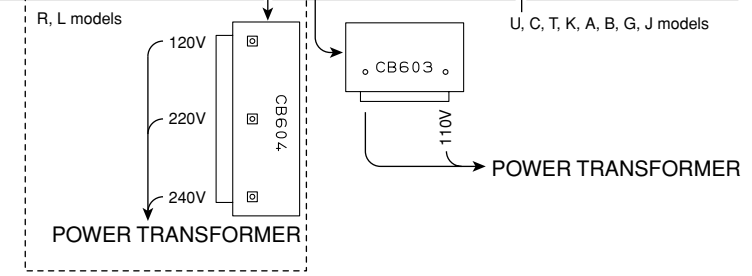 R, L models
120V
220V
240V
CB604
POWER TRANSFORMER
U, C, T, K, A, B, G, J models
CB603
110V
POWER TRANSFORMER